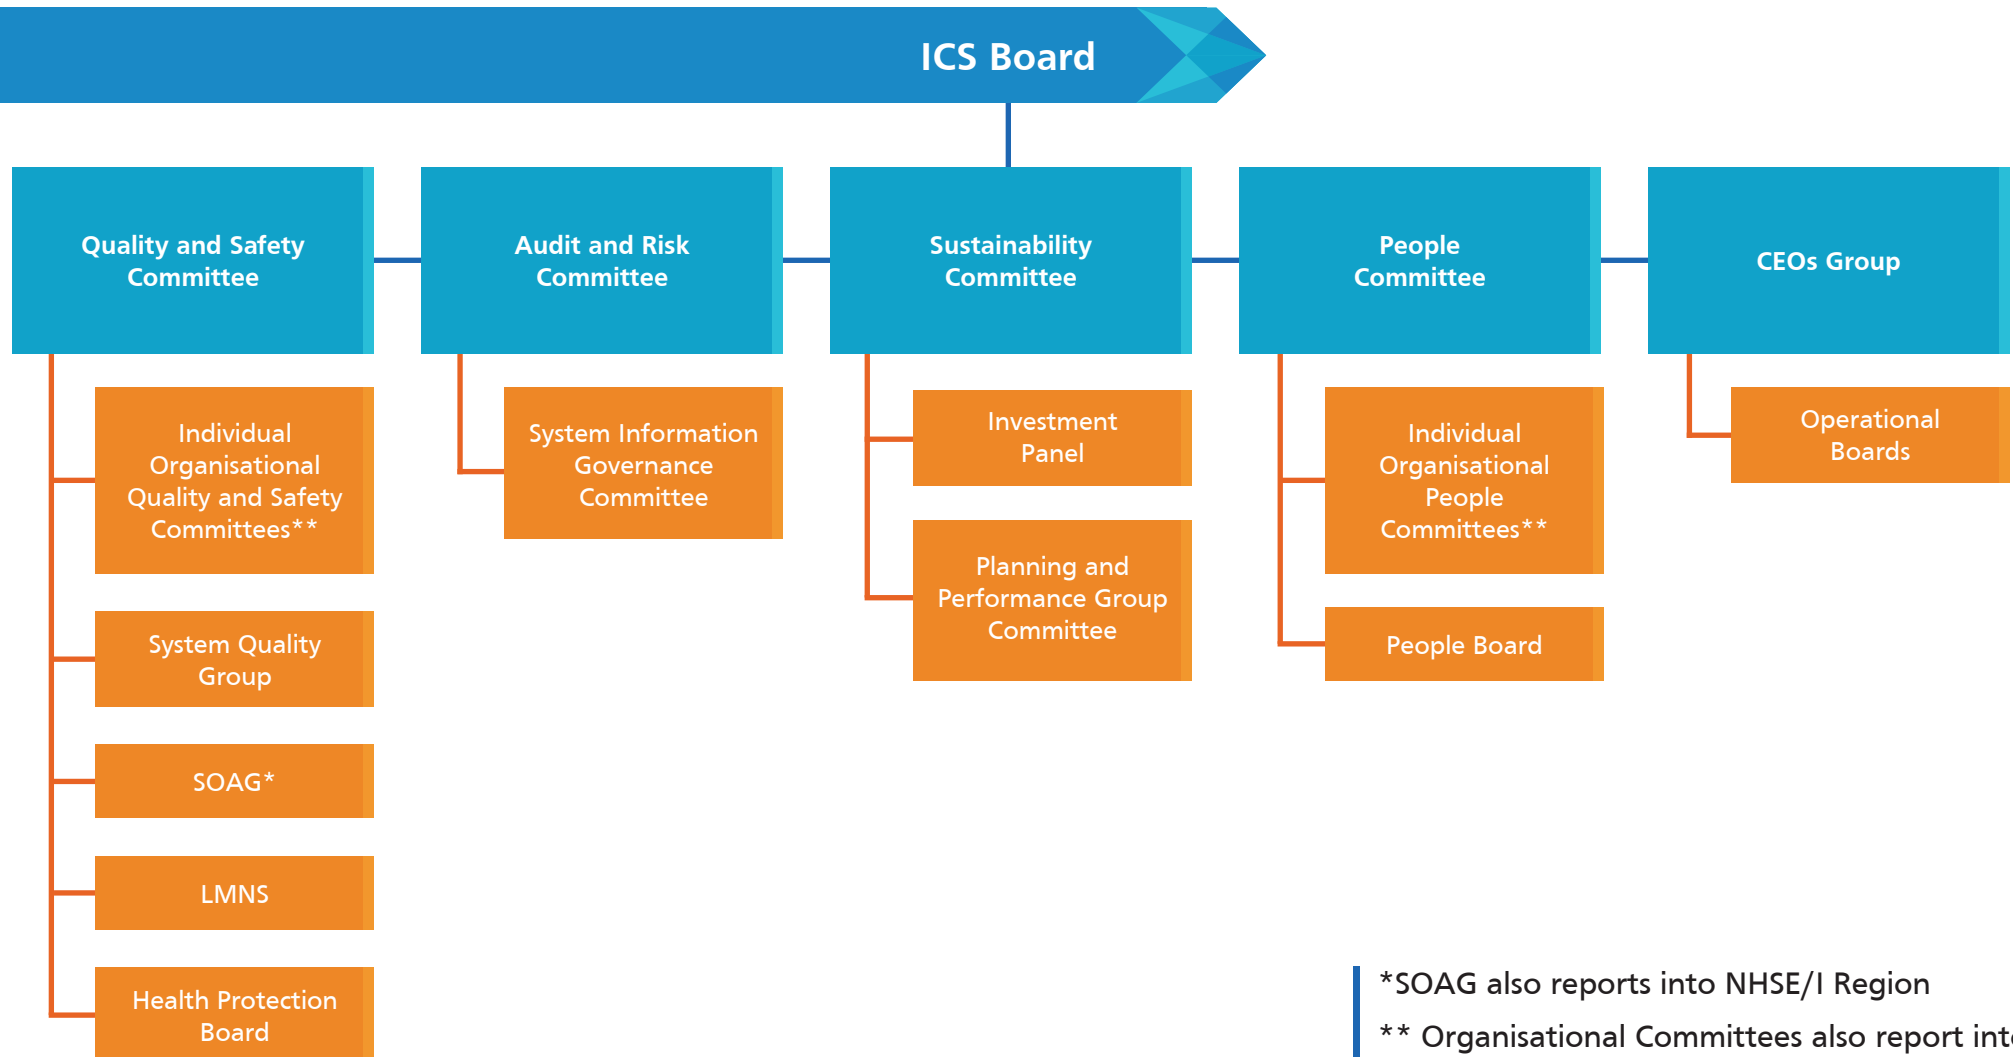 ICS Board
Quality and Safety
Committee
Audit and Risk
Committee
Sustainability
Committee
People
Committee
CEOs Group
Individual
Organisational
Quality and Safety
Committees**
System Quality
Group
SOAG*
LMNS
Health Protection
Board
System Information
Governance
Committee
Investment
Panel
Planning and
Performance Group
Committee
Individual
Organisational
People
Committees**
People Board
Operational
Boards
*SOAG also reports into NHSE/I Region
** Organisational Committees also report into